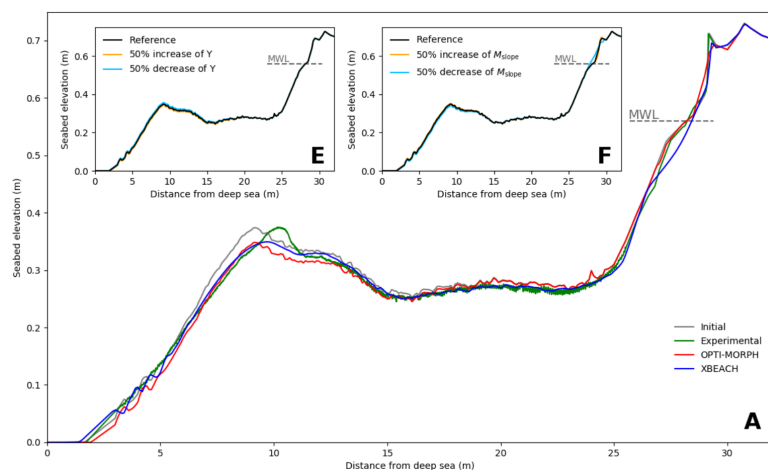 0.7
0.6
0.5
0.4
0.3
0.2
0.1
0.0
Seabed elevation (m)
0 5 10 15 20 25 30
Distance from deep sea (m)
MWL
Initial
Experimental
OPTI-MORPH
XBEACH
A
Reference
50% increase of Y
50% decrease of Y
MWL
0.6
0.4
0.2
0.0
Seabed elevation (m)
E
0 5 10 15 20 25 30
Distance from deep sea (m)
Reference
50% increase of Mslope
50% decrease of Mslope
MWL
0.6
0.4
0.2
0.0
Seabed elevation (m)
F
0 5 10 15 20 25 30
Distance from deep sea (m)